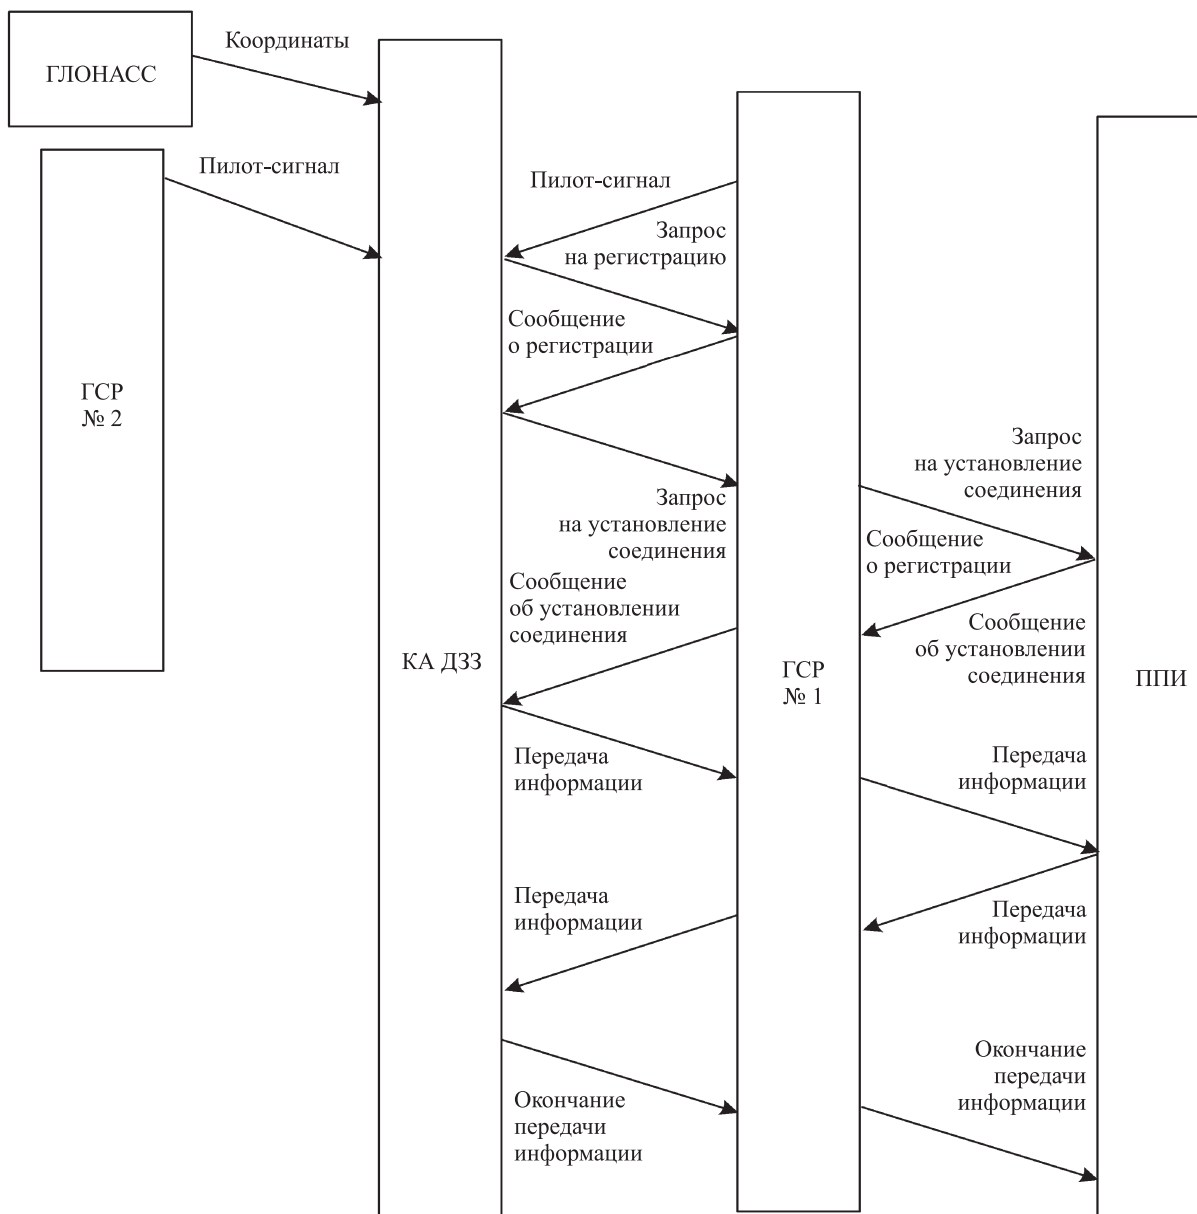 Координаты
ГЛОНАСС
Пилот-сигнал
Пилот-сигнал
Запрос
на регистрацию
Сообщение
о регистрации
ГСР
№ 2
Запрос
на установление
соединения
Запрос
на установление
соединения
Сообщение
о регистрации
Сообщение
об установлении
соединения
Сообщение
об установлении
соединения
КА ДЗЗ
ГСР
№ 1
ППИ
Передача
информации
Передача
информации
Передача
информации
Передача
информации
Окончание
передачи
информации
Окончание
передачи
информации